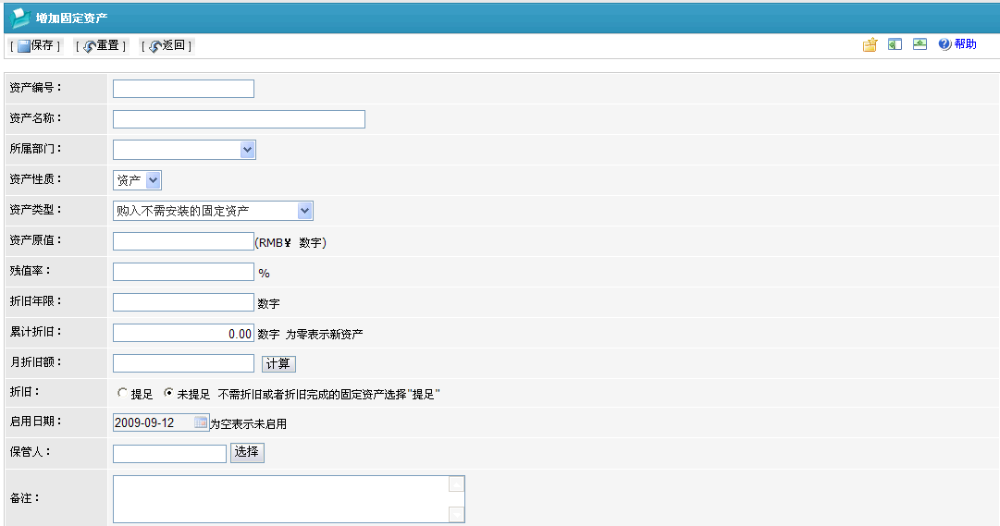 增加固定资产
[ 保存 ] [ 重置 ] [ 返回 ] 帮助
资产编号：
资产名称：
所属部门：
资产性质： 资产
资产类型： 购入不需安装的固定资产
资产原值： (RMB¥ 数字)
残值率： %
折旧年限： 数字
累计折旧： 0.00 数字 为零表示新资产
月折旧额： 计算
折旧： 提足 未提足 不需折旧或者折旧完成的固定资产选择"提足"
启用日期： 2009-09-12 为空表示未启用
保管人： 选择
备注：